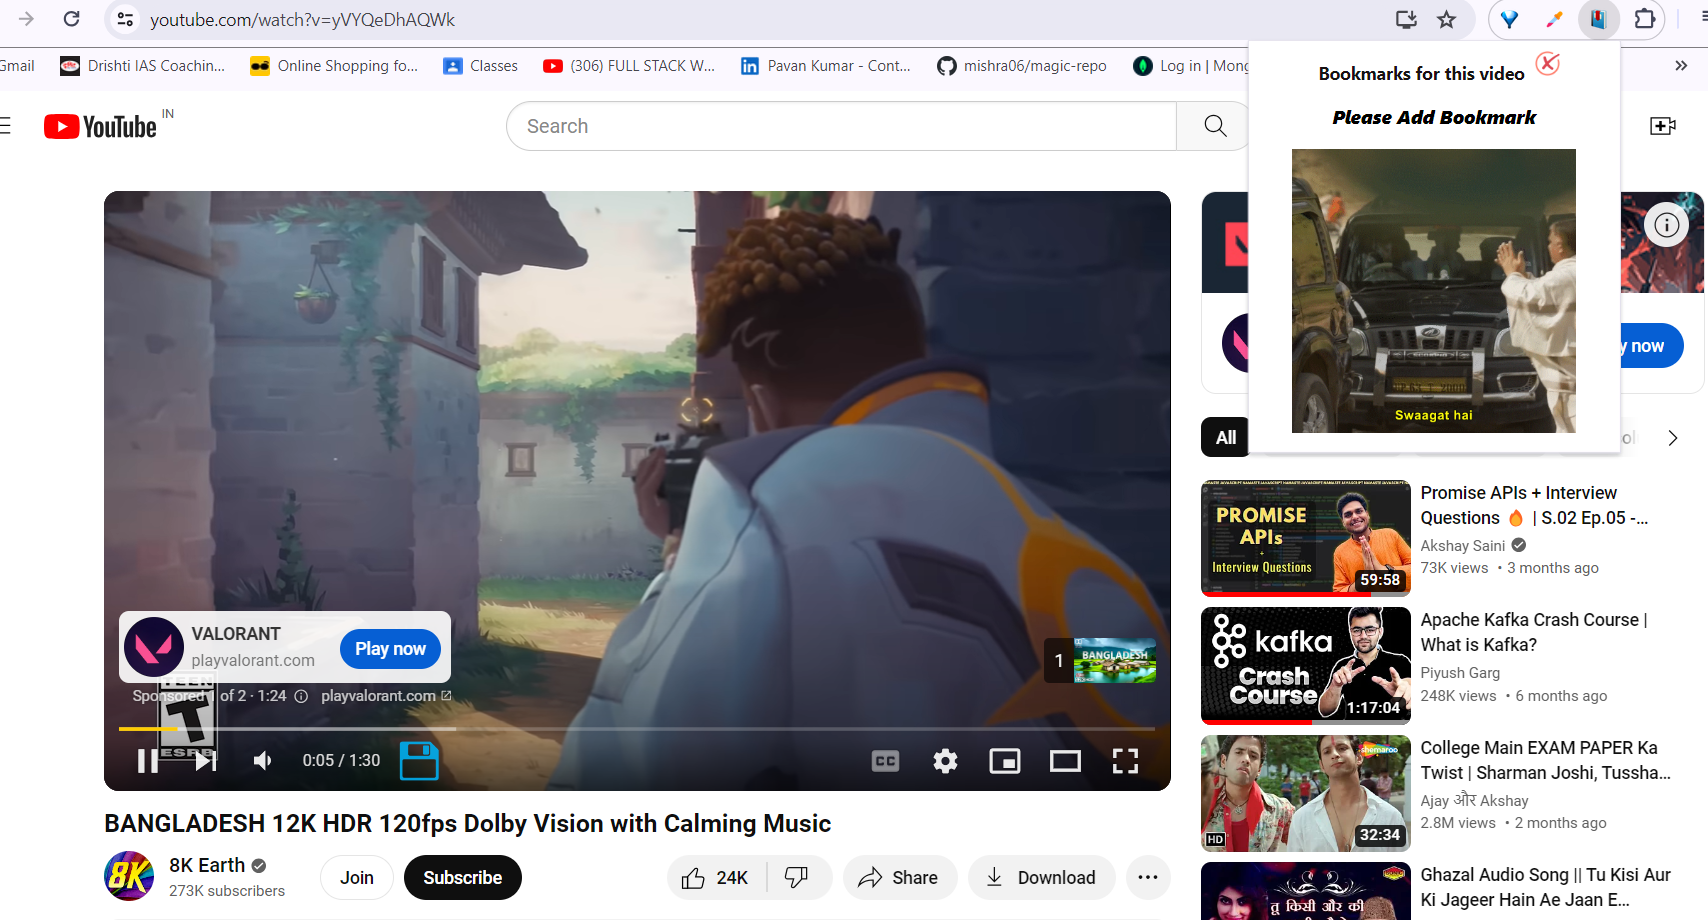 youtube.com/watch?v=yVYQeDhAQWk
Gmail
Drishti IAS Coachin...
Online Shopping fo...
Classes
(306) FULL STACK W...
Pavan Kumar - Cont...
mishra06/magic-repo
Log in | Mong
»
Bookmarks for this video
Please Add Bookmark
Swaagat hai
YouTube IN
Search
y now
All
VALORANT
playvalorant.com
Play now
Sponsored 1 of 2 · 1:24
playvalorant.com
TEEN
T
ESRB
1
BANGLADESH
0:05 / 1:30
CC
BANGLADESH 12K HDR 120fps Dolby Vision with Calming Music
8K
8K Earth
273K subscribers
Join
Subscribe
24K
Share
Download
PROMISE
APIs
+
Interview Questions
59:58
Promise APIs + Interview
Questions 🔥 | S.02 Ep.05 -...
Akshay Saini
73K views • 3 months ago
kafka
Crash
Course
1:17:04
Apache Kafka Crash Course |
What is Kafka?
Piyush Garg
248K views • 6 months ago
shemaroo
HD
32:34
College Main EXAM PAPER Ka
Twist | Sharman Joshi, Tussha...
Ajay और Akshay
2.8M views • 2 months ago
तू किसी और की
Ghazal Audio Song || Tu Kisi Aur
Ki Jageer Hain Ae Jaan E...